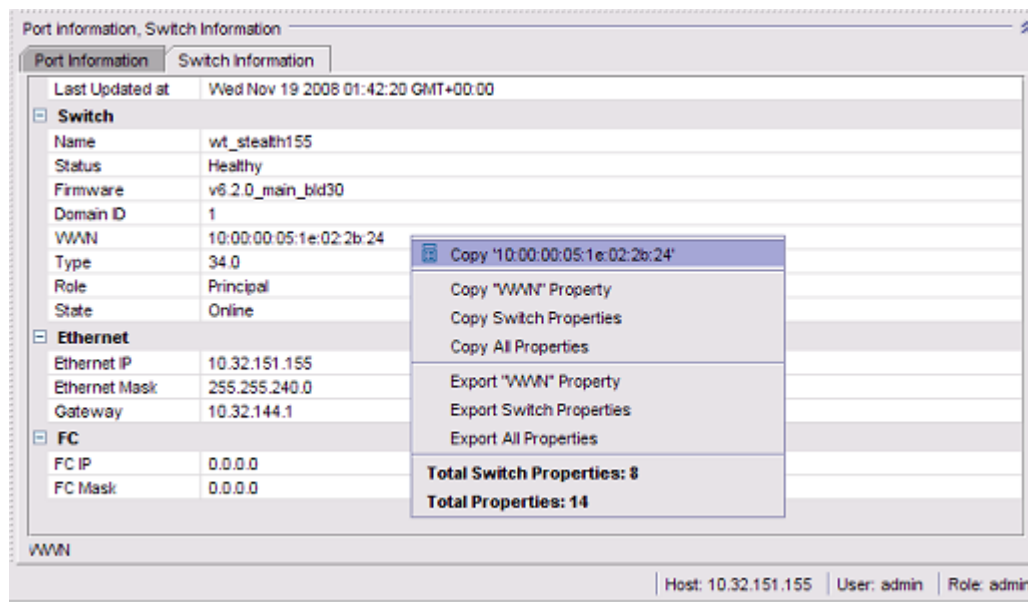 Port information, Switch Information
Port Information Switch Information
Last Updated at Wed Nov 19 2008 01:42:20 GMT+00:00
Switch
Name wt_stealth155
Status Healthy
Firmware v6.2.0_main_bld30
Domain ID 1
WWN 10:00:00:05:1e:02:2b:24
Type 34.0
Role Principal
State Online
Ethernet
Ethernet IP 10.32.151.155
Ethernet Mask 255.255.240.0
Gateway 10.32.144.1
FC
FC IP 0.0.0.0
FC Mask 0.0.0.0
Copy '10:00:00:05:1e:02:2b:24'
Copy "WWN" Property
Copy Switch Properties
Copy All Properties
Export "WWN" Property
Export Switch Properties
Export All Properties
Total Switch Properties: 8
Total Properties: 14
WWN
Host: 10.32.151.155 User: admin Role: admin